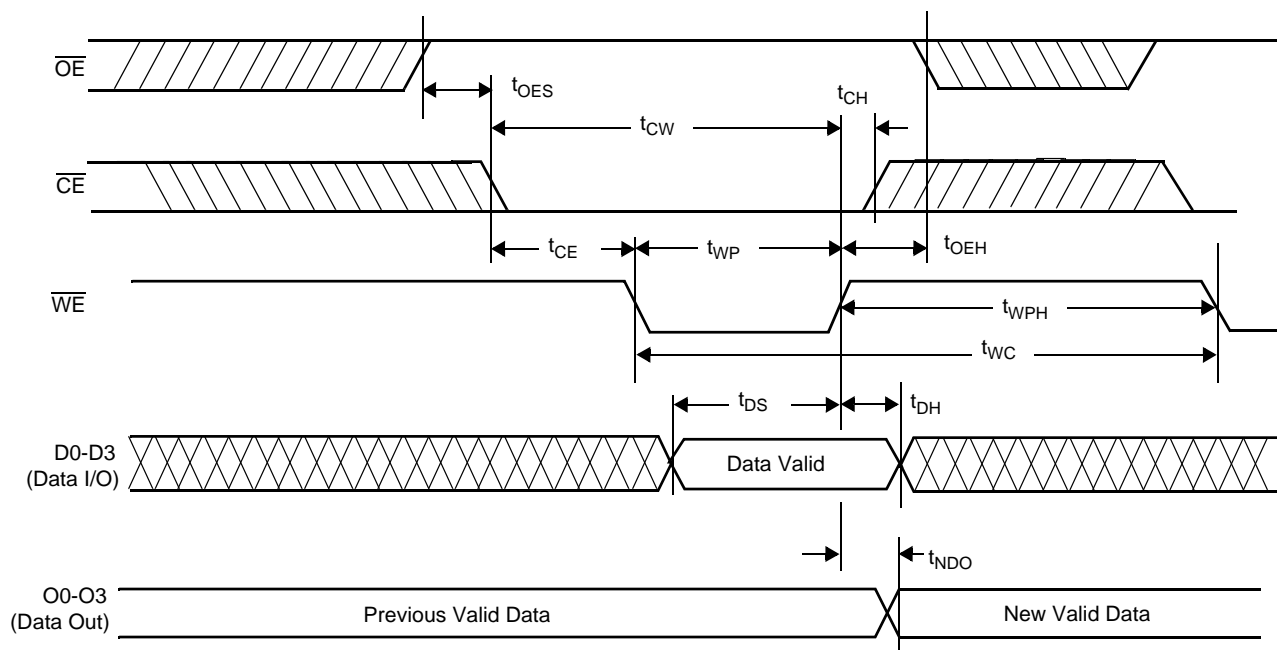 OE
tOES
tCH
tCW
CE
tCE
tWP
tOEH
WE
tWPH
tWC
tDS
tDH
D0-D3
(Data I/O)
Data Valid
tNDO
O0-O3
(Data Out)
Previous Valid Data
New Valid Data